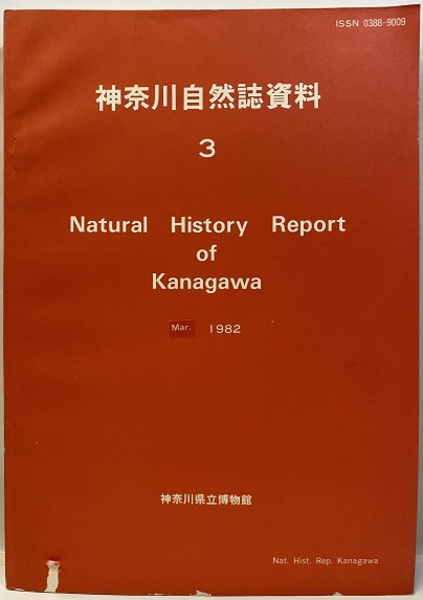 ISSN 0388-9009
神奈川自然誌資料
3
Natural History Report
of
Kanagawa
Mar. 1982
神奈川県立博物館
Nat. Hist. Rep. Kanagawa